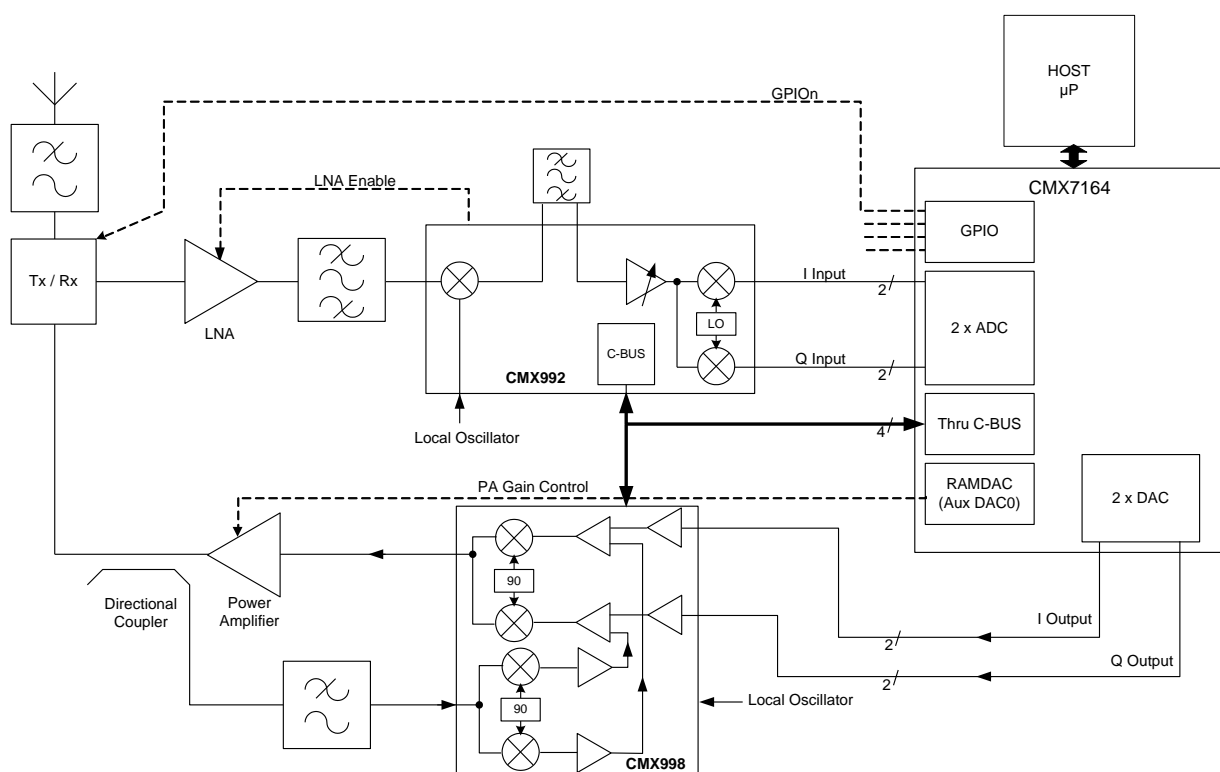 HOST
µP
GPIOn
CMX7164
LNA Enable
GPIO
Tx / Rx
I Input
2
LO
2 x ADC
LNA
C-BUS
Q Input
CMX992
2
Local Oscillator
4
Thru C-BUS
PA Gain Control
RAMDAC
(Aux DAC0)
2 x DAC
90
Directional
Coupler
Power
Amplifier
I Output
2
Q Output
2
90
Local Oscillator
CMX998